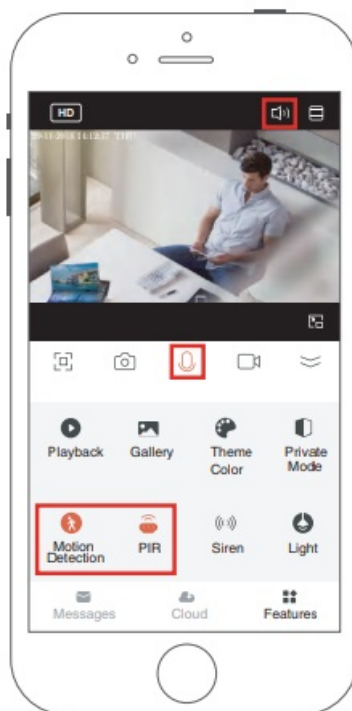 HD
Playback
Gallery
Theme
Color
Private
Mode
Motion
Detection
PIR
Siren
Light
Messages
Cloud
Features